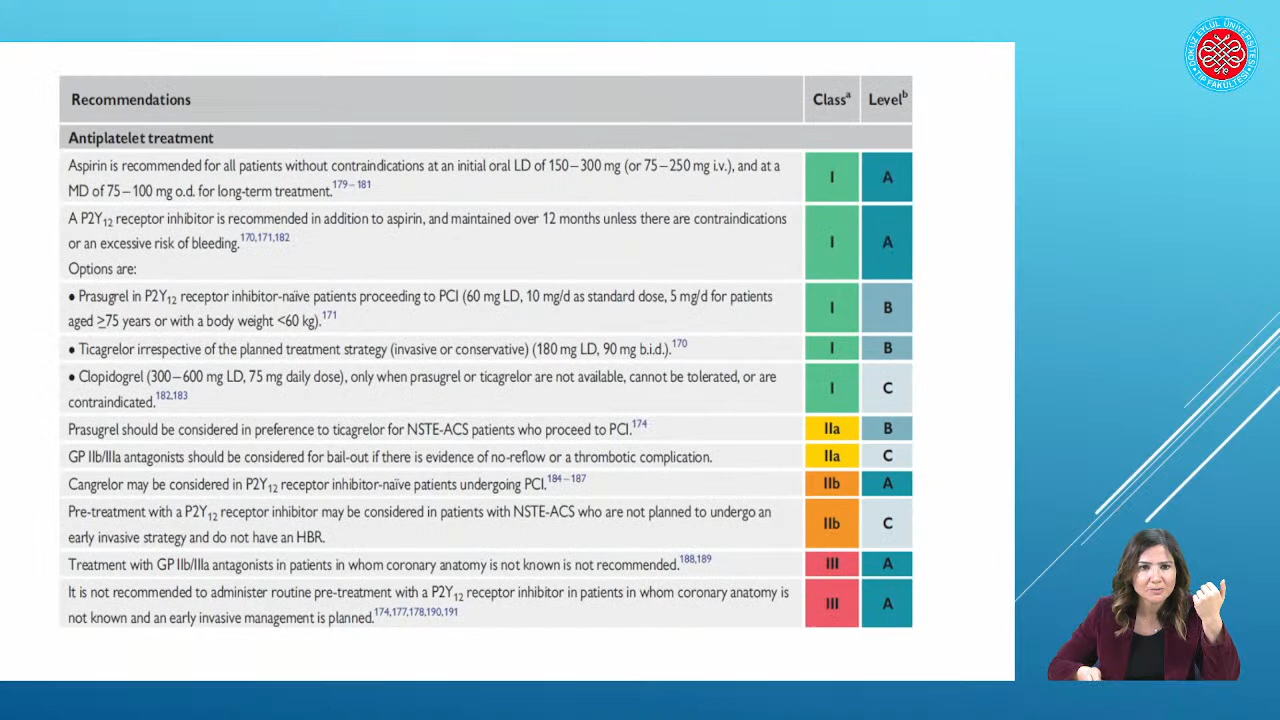 DOKUZ EYLÜL ÜNİVERSİTESİ
• TIP FAKÜLTESİ •
Recommendations Classᵃ Levelᵇ
Antiplatelet treatment
Aspirin is recommended for all patients without contraindications at an initial oral LD of 150–300 mg (or 75–250 mg i.v.), and at a
MD of 75–100 mg o.d. for long-term treatment.179–181 I A
A P2Y12 receptor inhibitor is recommended in addition to aspirin, and maintained over 12 months unless there are contraindications
or an excessive risk of bleeding.170,171,182 I A
Options are:
• Prasugrel in P2Y12 receptor inhibitor-naïve patients proceeding to PCI (60 mg LD, 10 mg/d as standard dose, 5 mg/d for patients
aged ≥75 years or with a body weight <60 kg).171 I B
• Ticagrelor irrespective of the planned treatment strategy (invasive or conservative) (180 mg LD, 90 mg b.i.d.).170 I B
• Clopidogrel (300–600 mg LD, 75 mg daily dose), only when prasugrel or ticagrelor are not available, cannot be tolerated, or are
contraindicated.182,183 I C
Prasugrel should be considered in preference to ticagrelor for NSTE-ACS patients who proceed to PCI.174 IIa B
GP IIb/IIIa antagonists should be considered for bail-out if there is evidence of no-reflow or a thrombotic complication. IIa C
Cangrelor may be considered in P2Y12 receptor inhibitor-naïve patients undergoing PCI.184–187 IIb A
Pre-treatment with a P2Y12 receptor inhibitor may be considered in patients with NSTE-ACS who are not planned to undergo an
early invasive strategy and do not have an HBR. IIb C
Treatment with GP IIb/IIIa antagonists in patients in whom coronary anatomy is not known is not recommended.188,189 III A
It is not recommended to administer routine pre-treatment with a P2Y12 receptor inhibitor in patients in whom coronary anatomy is
not known and an early invasive management is planned.174,177,178,190,191 III A